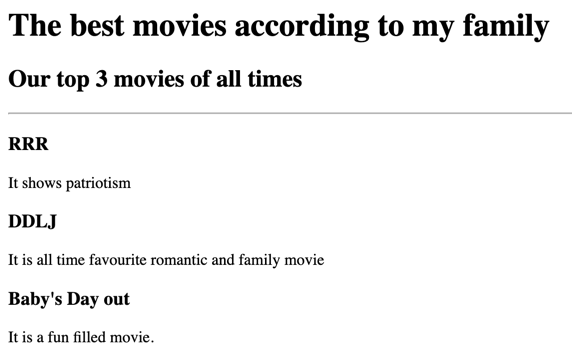 The best movies according to my family
Our top 3 movies of all times
RRR
It shows patriotism
DDLJ
It is all time favourite romantic and family movie
Baby's Day out
It is a fun filled movie.